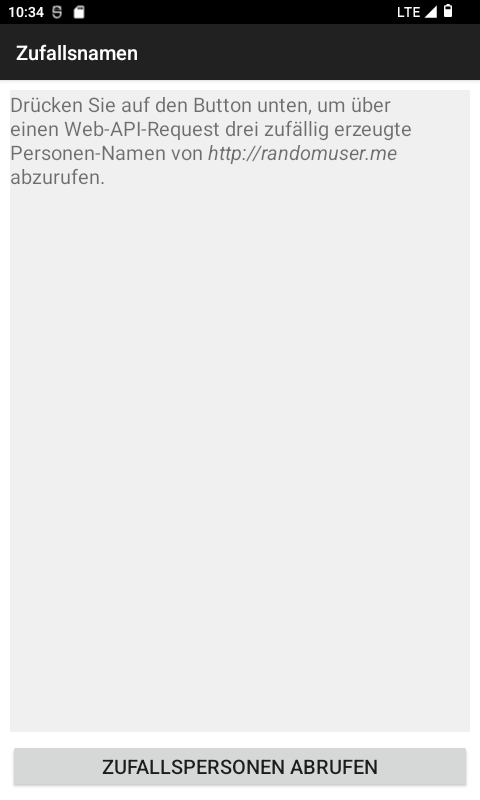 10:34
LTE
Zufallsnamen
Drücken Sie auf den Button unten, um über
einen Web-API-Request drei zufällig erzeugte
Personen-Namen von http://randomuser.me
abzurufen.
ZUFALLSPERSONEN ABRUFEN